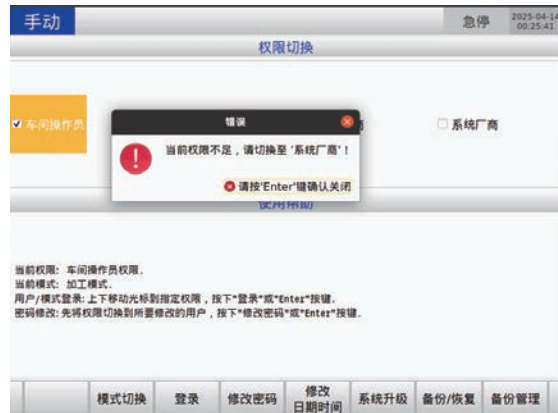 手动
急停
2025-04-14
00:25:41
权限切换
车间操作员
系统厂商
错误
当前权限不足，请切换至 '系统厂商'！
请按'Enter'键确认关闭
使用帮助
当前权限: 车间操作员权限.
当前模式: 加工模式.
用户/模式登录: 上下移动光标到指定权限，按下"登录"或"Enter"按键.
密码修改: 先将权限切换到所要修改的用户，按下"修改密码"或"Enter"按键.
模式切换
登录
修改密码
修改
日期时间
系统升级
备份/恢复
备份管理